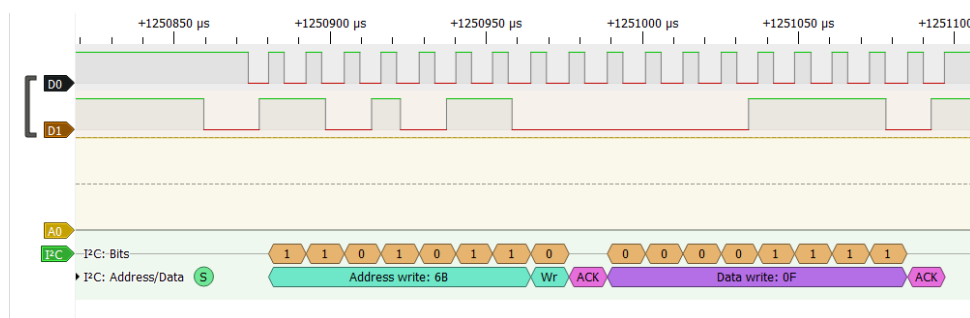 +1250850 µs +1250900 µs +1250950 µs +1251000 µs +1251050 µs +1251100
D0
D1
A0
I²C I²C: Bits 1 1 0 1 0 1 1 0 0 0 0 0 1 1 1 1
I²C: Address/Data S Address write: 6B Wr ACK Data write: 0F ACK